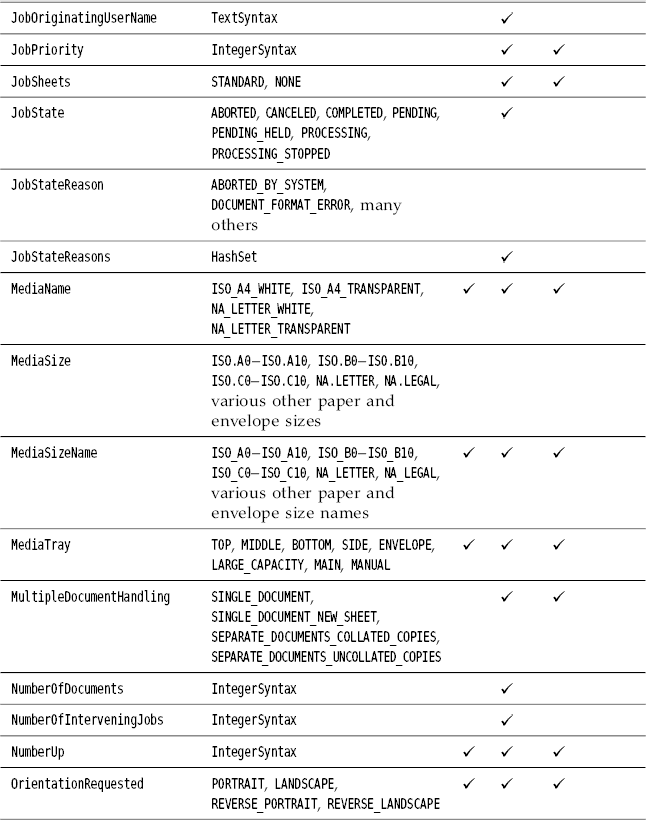 JobOriginatingUserName TextSyntax ✓
JobPriority IntegerSyntax ✓ ✓
JobSheets STANDARD, NONE ✓ ✓
JobState ABORTED, CANCELED, COMPLETED, PENDING, ✓
PENDING_HELD, PROCESSING,
PROCESSING_STOPPED
JobStateReason ABORTED_BY_SYSTEM,
DOCUMENT_FORMAT_ERROR, many
others
JobStateReasons HashSet ✓
MediaName ISO_A4_WHITE, ISO_A4_TRANSPARENT, ✓ ✓ ✓
NA_LETTER_WHITE,
NA_LETTER_TRANSPARENT
MediaSize ISO.A0–ISO.A10, ISO.B0–ISO.B10,
ISO.C0–ISO.C10, NA.LETTER, NA.LEGAL,
various other paper and
envelope sizes
MediaSizeName ISO_A0–ISO_A10, ISO_B0–ISO_B10, ✓ ✓ ✓
ISO_C0–ISO_C10, NA_LETTER, NA_LEGAL,
various other paper and
envelope size names
MediaTray TOP, MIDDLE, BOTTOM, SIDE, ENVELOPE, ✓ ✓ ✓
LARGE_CAPACITY, MAIN, MANUAL
MultipleDocumentHandling SINGLE_DOCUMENT, ✓ ✓
SINGLE_DOCUMENT_NEW_SHEET,
SEPARATE_DOCUMENTS_COLLATED_COPIES,
SEPARATE_DOCUMENTS_UNCOLLATED_COPIES
NumberOfDocuments IntegerSyntax ✓
NumberOfInterveningJobs IntegerSyntax ✓
NumberUp IntegerSyntax ✓ ✓ ✓
OrientationRequested PORTRAIT, LANDSCAPE, ✓ ✓ ✓
REVERSE_PORTRAIT, REVERSE_LANDSCAPE